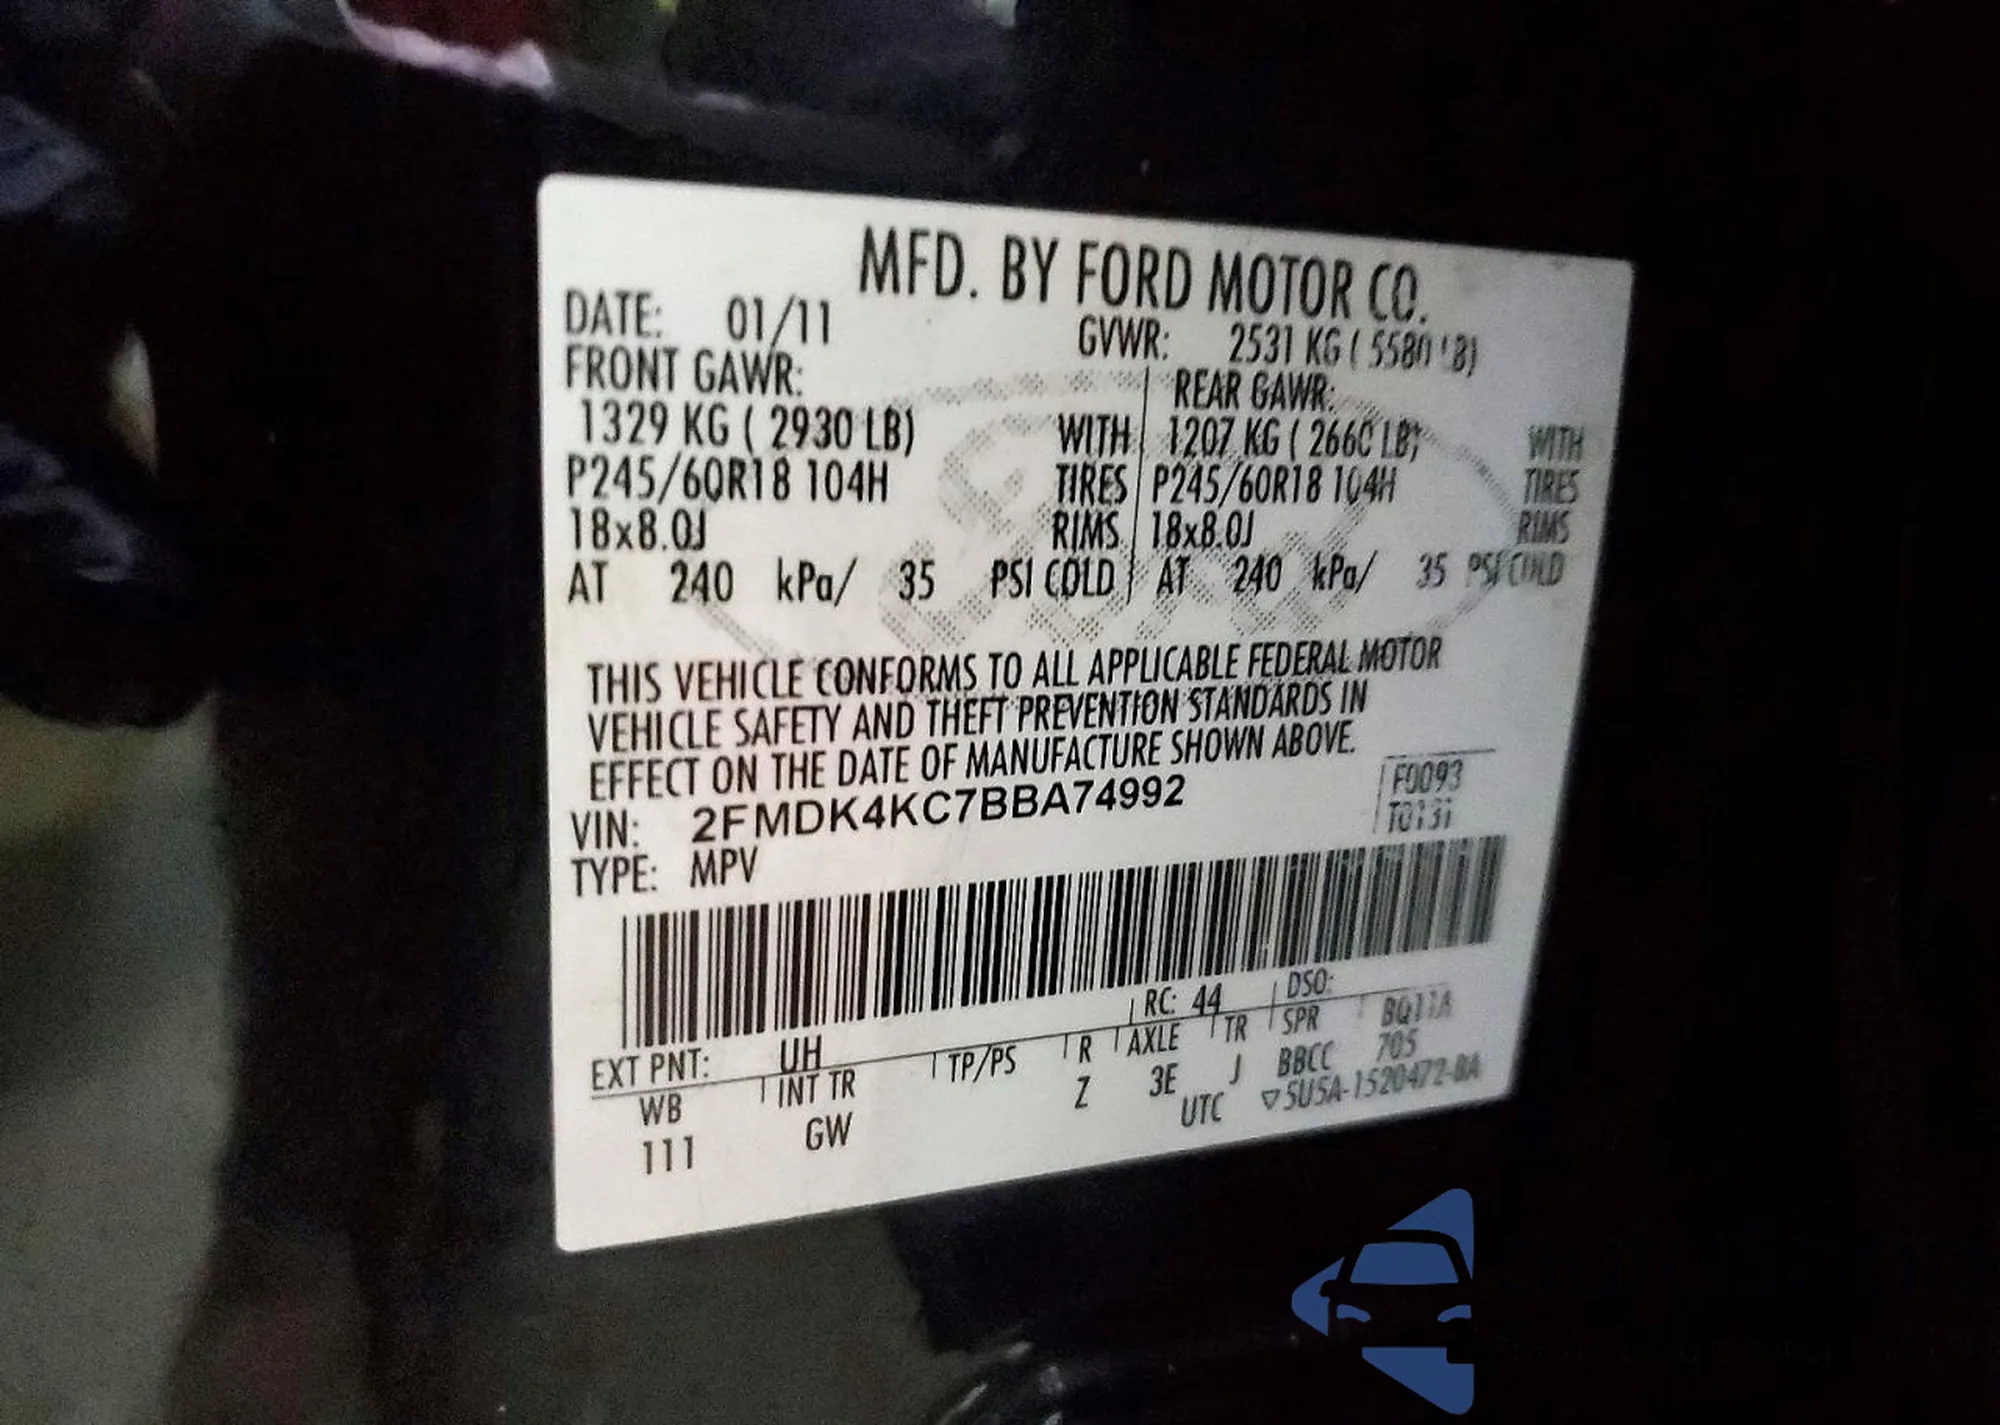 MFD. BY FORD MOTOR CO.
DATE: 01/11 GVWR: 2531 KG ( 5580 LB)
FRONT GAWR: REAR GAWR:
1329 KG ( 2930 LB) WITH 1207 KG ( 2660 LB) WITH
P245/60R18 104H TIRES P245/60R18 104H TIRES
18x8.0J RIMS 18x8.0J RIMS
AT 240 kPa/ 35 PSI COLD AT 240 kPa/ 35 PSI COLD
THIS VEHICLE CONFORMS TO ALL APPLICABLE FEDERAL MOTOR
VEHICLE SAFETY AND THEFT PREVENTION STANDARDS IN
EFFECT ON THE DATE OF MANUFACTURE SHOWN ABOVE.
VIN: 2FMDK4KC7BBA74992
F0093
TYPE: MPV
T0131
EXT PNT: UH RC: 44 DSO:
WB INT TR TP/PS R AXLE TR SPR BQ11A
111 GW Z 3E J BBCC 705
UTC ▽5U5A-1520472-BA